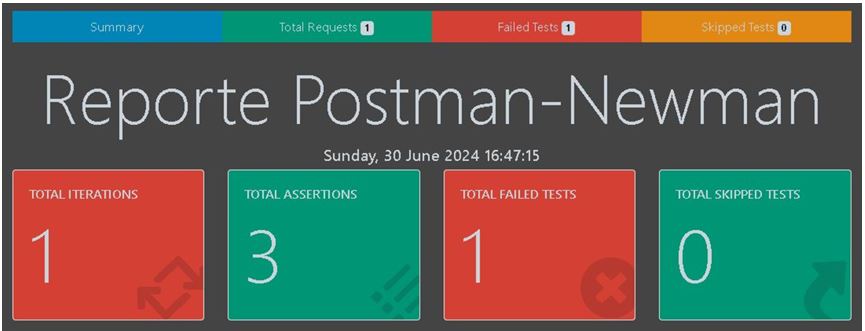 Summary Total Requests 1 Failed Tests 1 Skipped Tests 0
Reporte Postman-Newman
Sunday, 30 June 2024 16:47:15
TOTAL ITERATIONS TOTAL ASSERTIONS TOTAL FAILED TESTS TOTAL SKIPPED TESTS
1 3 1 0